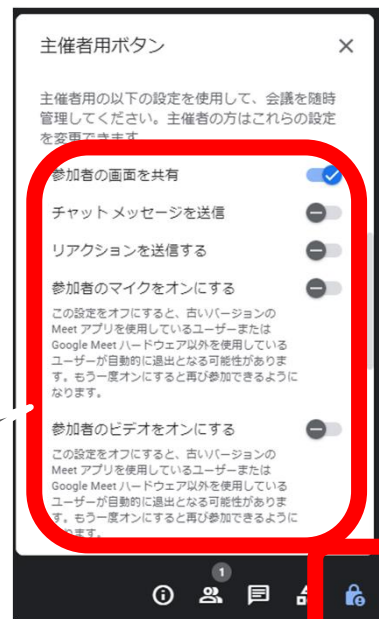 主催者用ボタン
主催者用の以下の設定を使用して、会議を随時
管理してください。主催者の方はこれらの設定
を変更できます
参加者の画面を共有
チャット メッセージを送信
リアクションを送信する
参加者のマイクをオンにする
この設定をオフにすると、古いバージョンの
Meet アプリを使用しているユーザーまたは
Google Meet ハードウェア以外を使用している
ユーザーが自動的に退出となる可能性がありま
す。もう一度オンにすると再び参加できるように
なります。
参加者のビデオをオンにする
この設定をオフにすると、古いバージョンの
Meet アプリを使用しているユーザーまたは
Google Meet ハードウェア以外を使用している
ユーザーが自動的に退出となる可能性がありま
す。もう一度オンにすると再び参加できるように
なります。
1